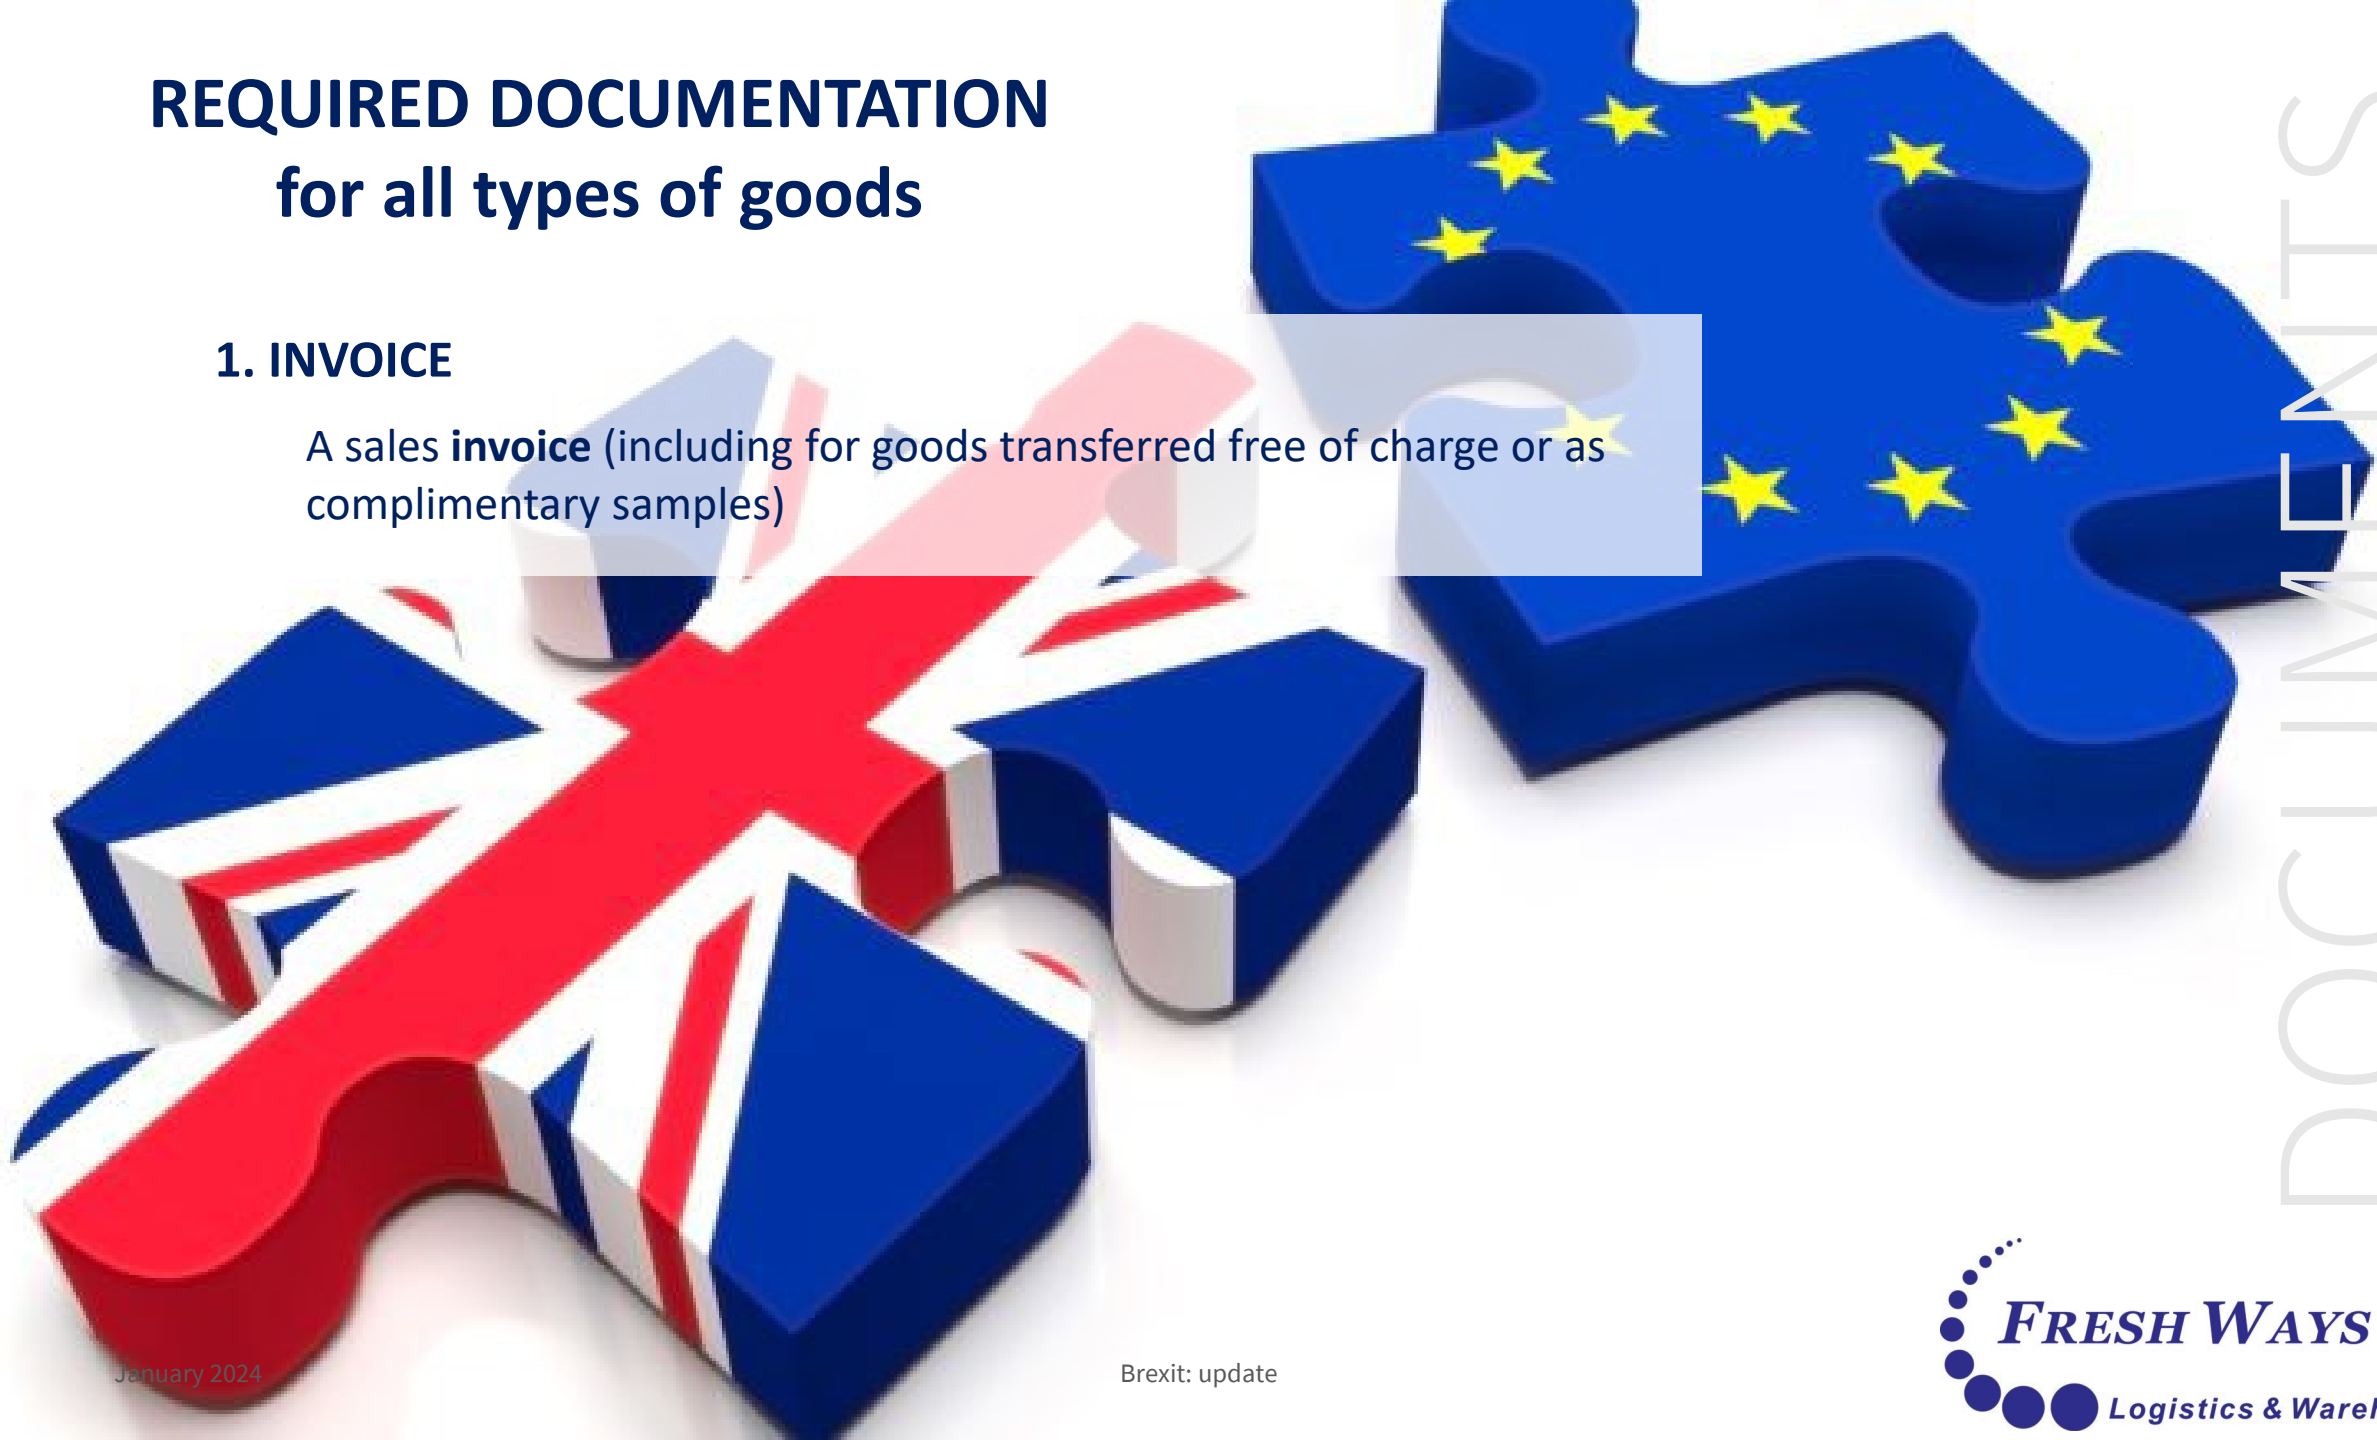 REQUIRED DOCUMENTATION
for all types of goods
1. INVOICE
A sales invoice (including for goods transferred free of charge or as
complimentary samples)
DOCUMENTS
January 2024
Brexit: update
FRESH WAYS
Logistics &